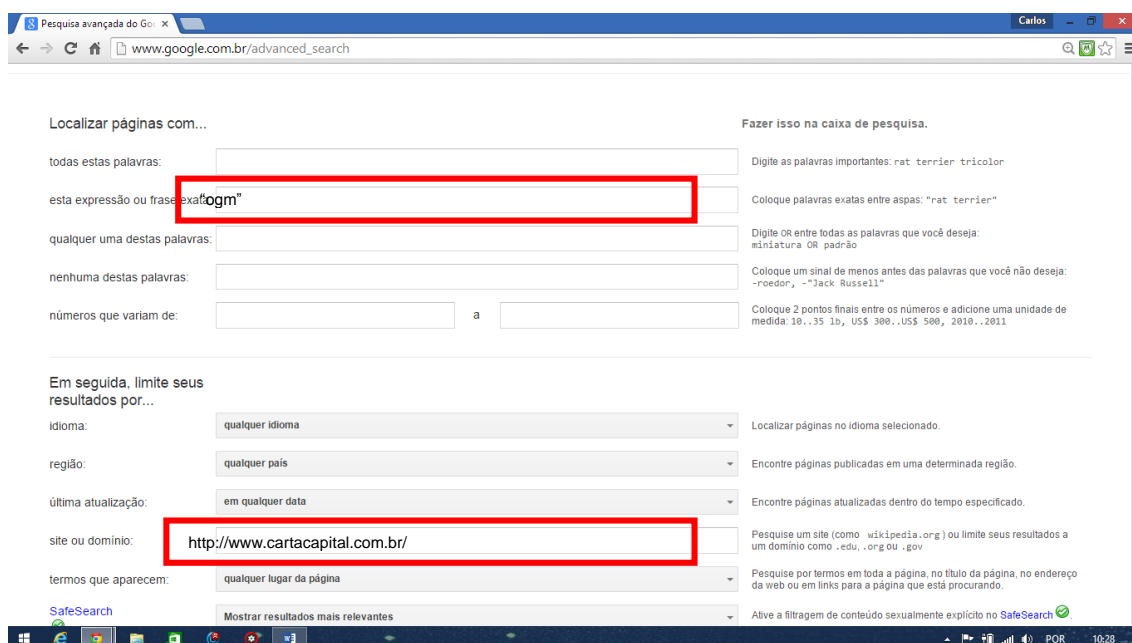 Pesquisa avançada do Goo
Carlos
www.google.com.br/advanced_search
Localizar páginas com...
Fazer isso na caixa de pesquisa.
todas estas palavras:
Digite as palavras importantes: rat terrier tricolor
esta expressão ou frase exata
“ogm”
Coloque palavras exatas entre aspas: "rat terrier"
qualquer uma destas palavras:
Digite OR entre todas as palavras que você deseja:
miniatura OR padrão
nenhuma destas palavras:
Coloque um sinal de menos antes das palavras que você não deseja:
-roedor, -"Jack Russell"
números que variam de:
a
Coloque 2 pontos finais entre os números e adicione uma unidade de
medida: 10..35 lb, US$ 300..US$ 500, 2010..2011
Em seguida, limite seus
resultados por...
idioma:
qualquer idioma
Localizar páginas no idioma selecionado.
região:
qualquer país
Encontre páginas publicadas em uma determinada região.
última atualização:
em qualquer data
Encontre páginas atualizadas dentro do tempo especificado.
site ou domínio:
http://www.cartacapital.com.br/
Pesquise um site (como wikipedia.org ) ou limite seus resultados a
um domínio como .edu, .org ou .gov
termos que aparecem:
qualquer lugar da página
Pesquise por termos em toda a página, no título da página, no endereço
da web ou em links para a página que está procurando.
SafeSearch
Mostrar resultados mais relevantes
Ative a filtragem de conteúdo sexualmente explícito no SafeSearch .
POR
10:28